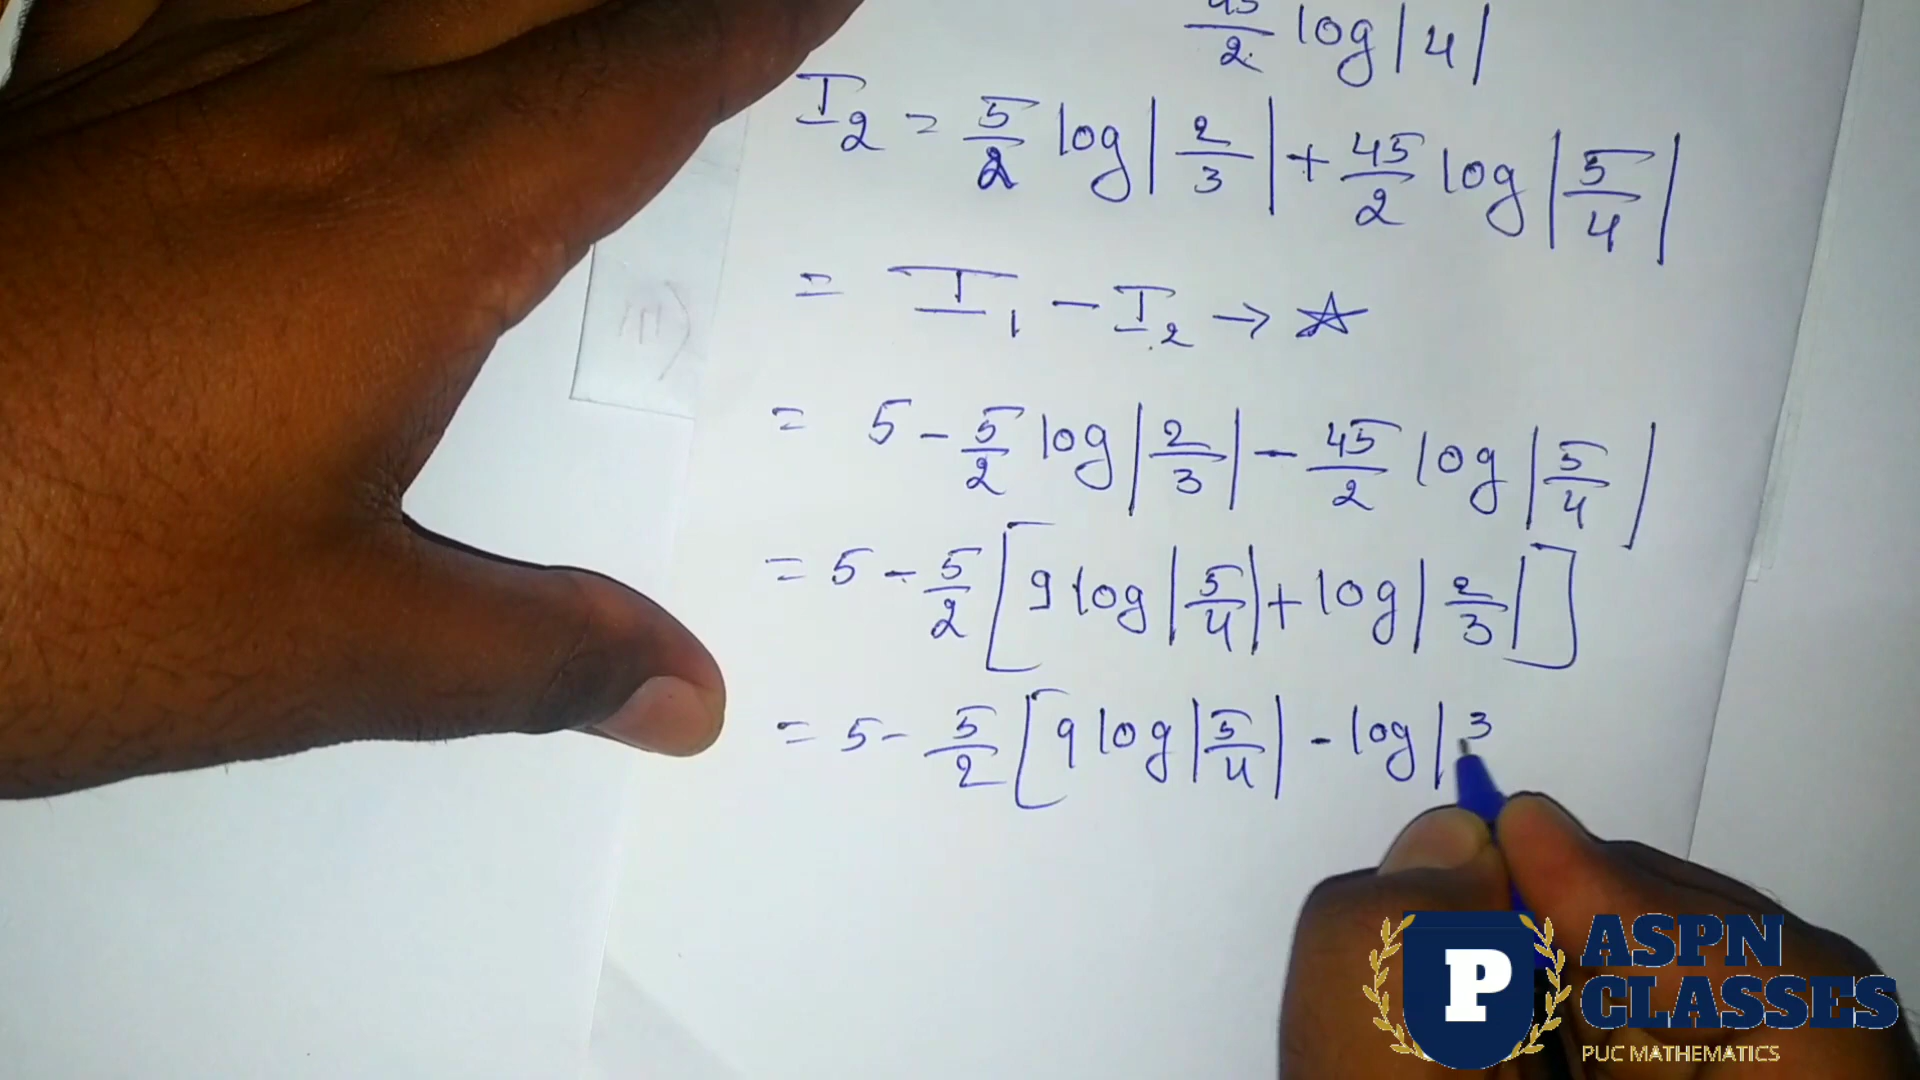 45/2 log|4|
I₂ = 5/2 log|2/3| + 45/2 log|5/4|
= I₁ - I₂ → ☆
= 5 - 5/2 log|2/3| - 45/2 log|5/4|
= 5 - 5/2 [9 log|5/4| + log|2/3|]
= 5 - 5/2 [9 log|5/4| - log|3
P
ASPN
CLASSES
PUC MATHEMATICS